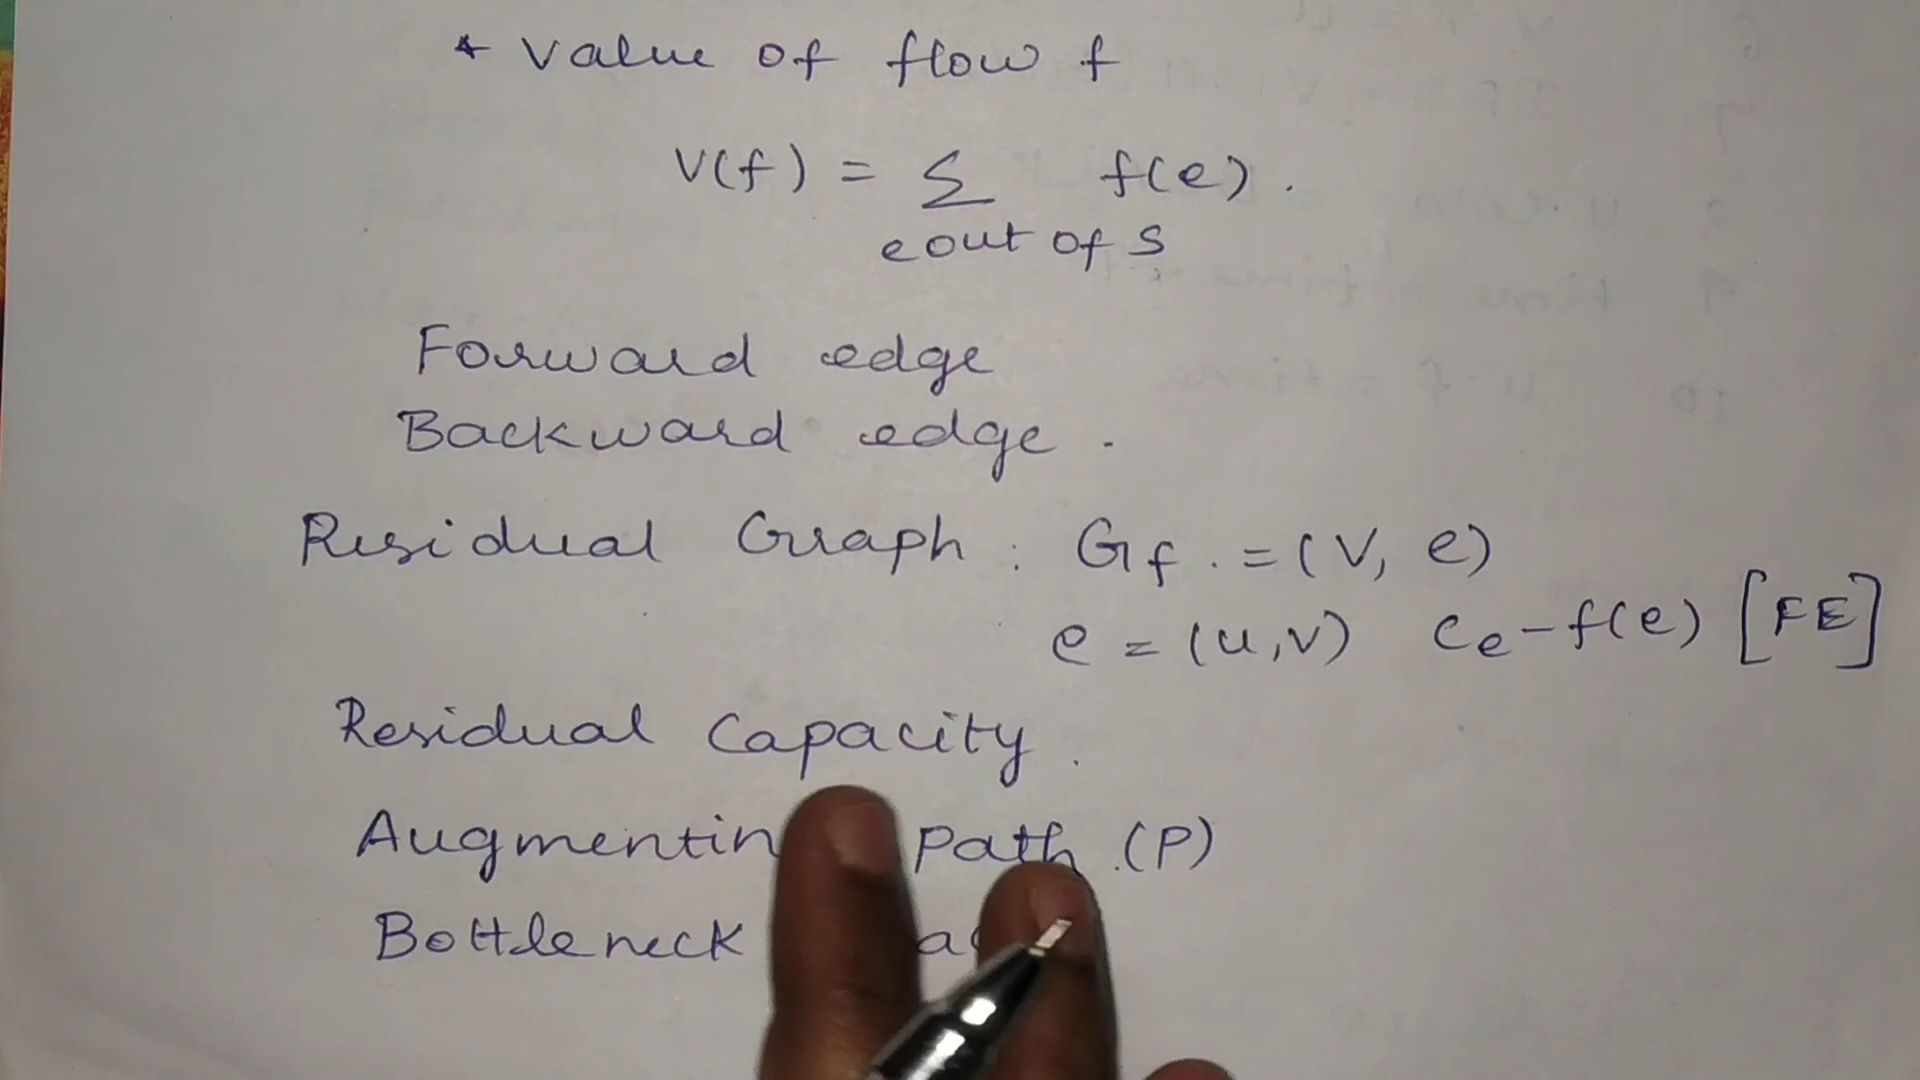 * Value of flow f
V(f) = Σ f(e).
e out of S
Forward edge
Backward edge.
Residual Graph : Gf. = (V, e)
e = (u,v) Ce - f(e) [FE]
Residual Capacity.
Augmentin Path.(P)
Bottleneck